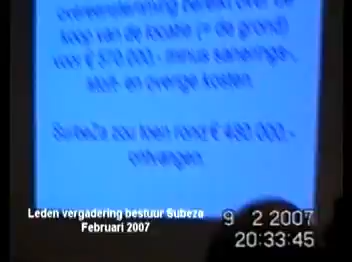 overeenstemming bereikt over de
koop van de locatie (= de grond)
voor € 570.000,- minus sanerings-,
sloit- en overige kosten.
SubeZa zou toen rond € 480.000,-
ontvangen.
Leden vergadering bestuur Subeza
Februari 2007
9 2 2007
20:33:45